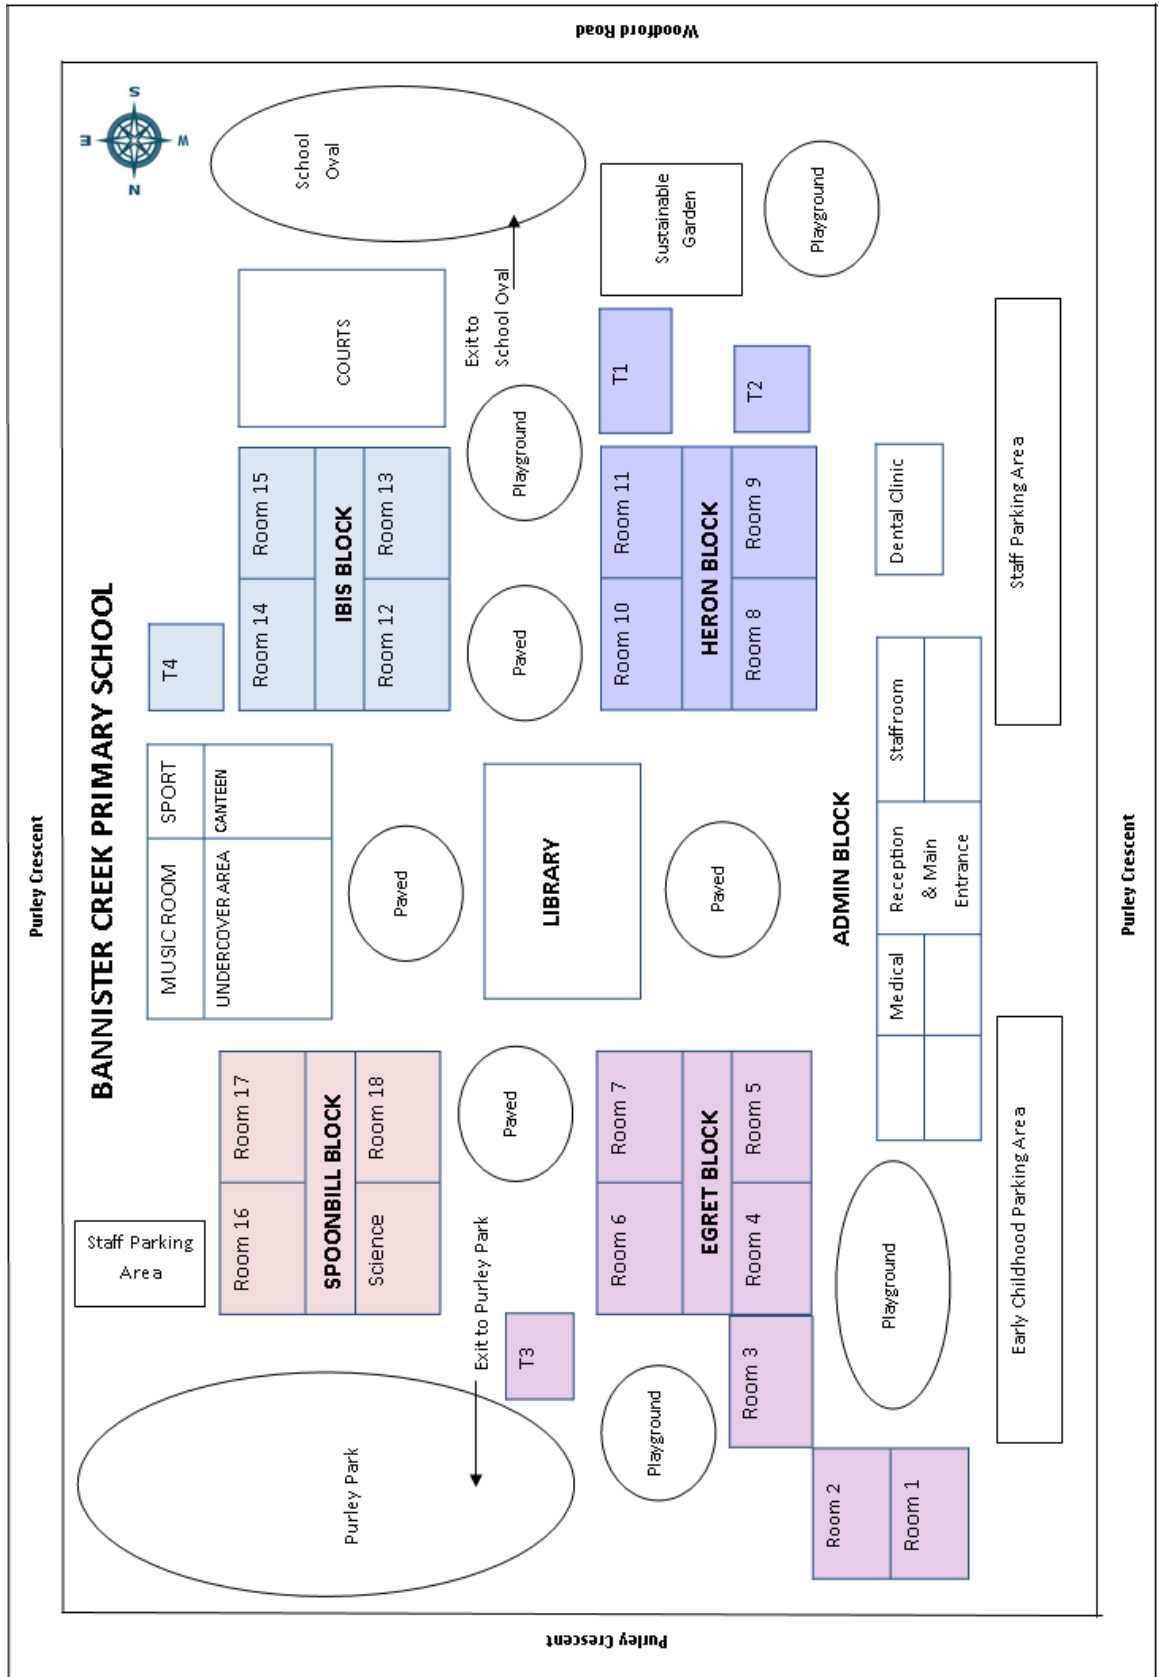 Woodford Road
Purley Crescent
BANNISTER CREEK PRIMARY SCHOOL
S
E
W
N
School
Oval
Exit to
School Oval
Sustainable
Garden
Playground
COURTS
T1
T2
Playground
Room 15
Room 13
Room 14
Room 12
IBIS BLOCK
T4
Paved
Room 11
Room 9
Room 10
Room 8
HERON BLOCK
Dental Clinic
Staff Parking Area
SPORT
CANTEEN
MUSIC ROOM
UNDERCOVER AREA
Paved
LIBRARY
Paved
ADMIN BLOCK
Staffroom
Reception
& Main
Entrance
Medical
Purley Crescent
Room 17
Room 18
Room 16
Science
SPOONBILL BLOCK
Staff Parking
Area
Paved
Room 7
Room 5
Room 6
Room 4
EGRET BLOCK
Exit to Purley Park
T3
Purley Park
Playground
Room 3
Playground
Early Childhood Parking Area
Room 2
Room 1
Purley Crescent